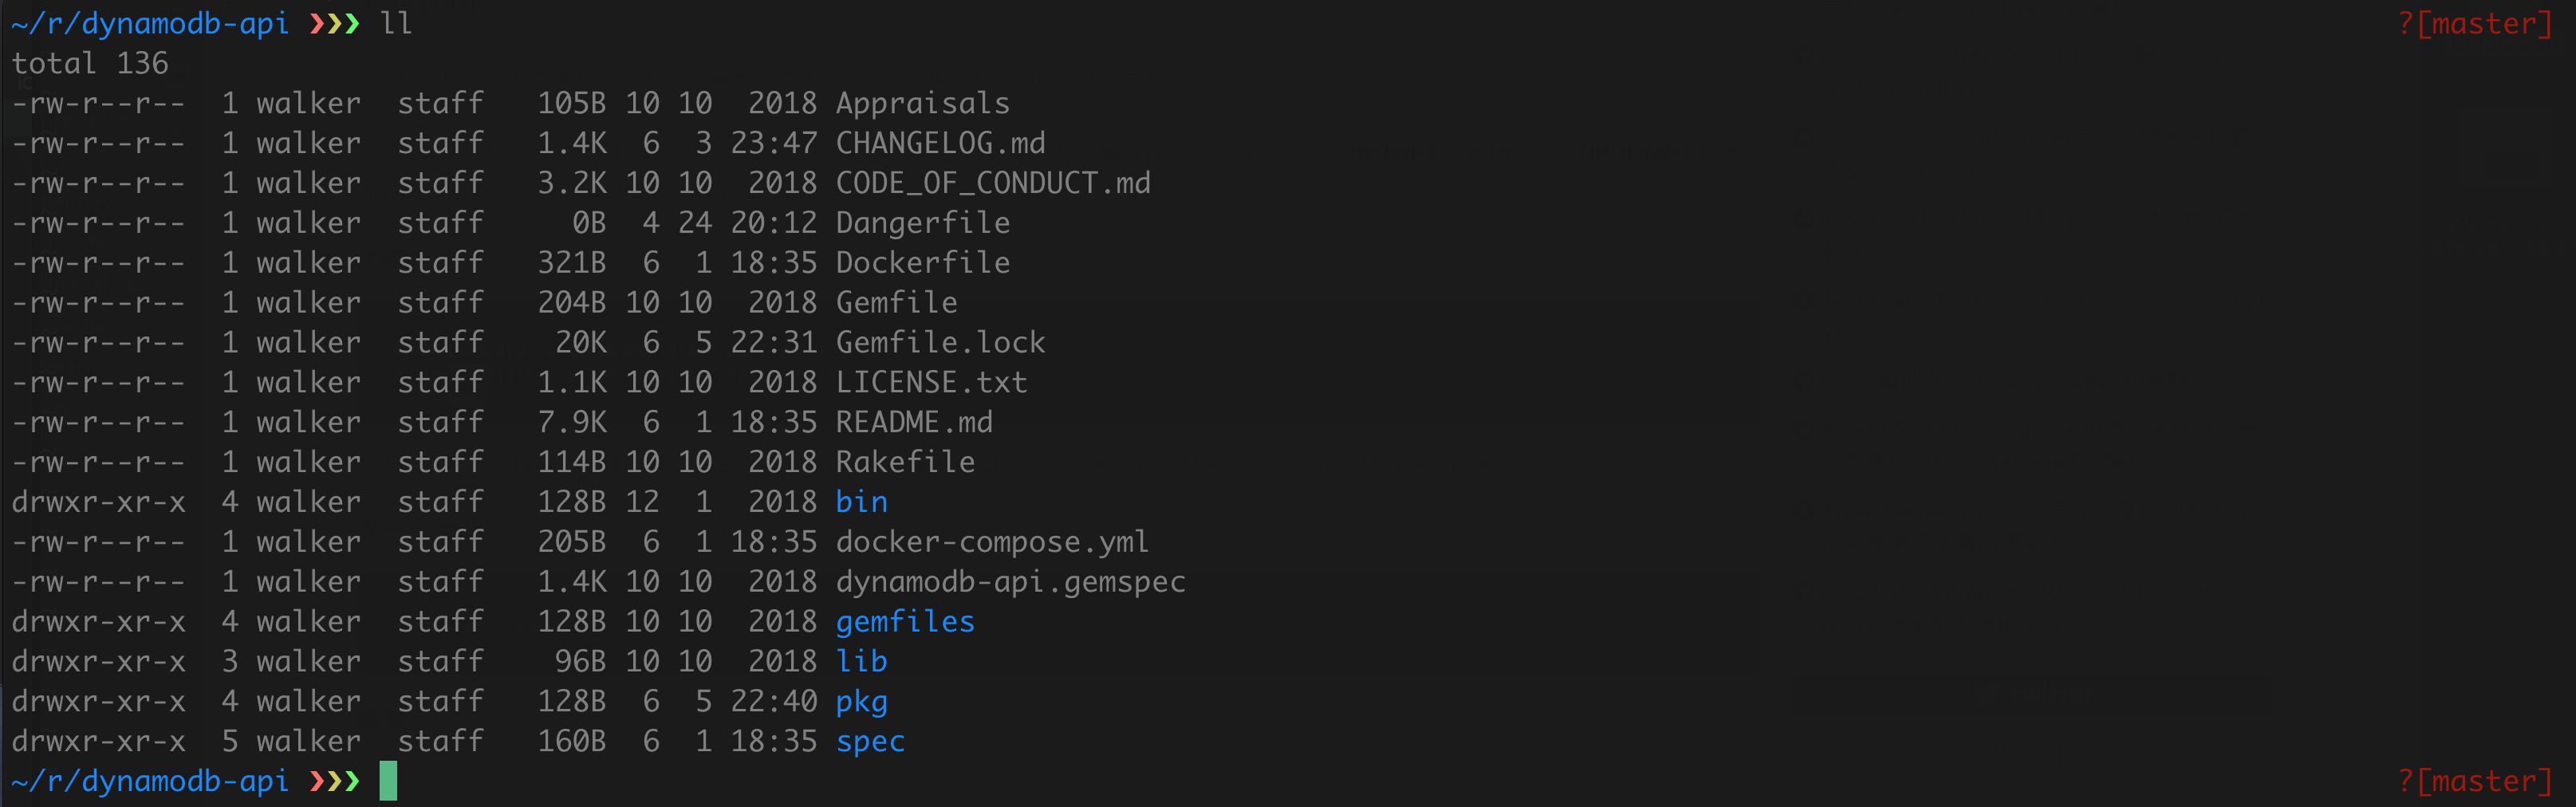 ~/r/dynamodb-api ❯❯❯ ll ?[master]
total 136
-rw-r--r--  1 walker  staff   105B 10 10  2018 Appraisals
-rw-r--r--  1 walker  staff   1.4K  6  3 23:47 CHANGELOG.md
-rw-r--r--  1 walker  staff   3.2K 10 10  2018 CODE_OF_CONDUCT.md
-rw-r--r--  1 walker  staff     0B  4 24 20:12 Dangerfile
-rw-r--r--  1 walker  staff   321B  6  1 18:35 Dockerfile
-rw-r--r--  1 walker  staff   204B 10 10  2018 Gemfile
-rw-r--r--  1 walker  staff    20K  6  5 22:31 Gemfile.lock
-rw-r--r--  1 walker  staff   1.1K 10 10  2018 LICENSE.txt
-rw-r--r--  1 walker  staff   7.9K  6  1 18:35 README.md
-rw-r--r--  1 walker  staff   114B 10 10  2018 Rakefile
drwxr-xr-x  4 walker  staff   128B 12  1  2018 bin
-rw-r--r--  1 walker  staff   205B  6  1 18:35 docker-compose.yml
-rw-r--r--  1 walker  staff   1.4K 10 10  2018 dynamodb-api.gemspec
drwxr-xr-x  4 walker  staff   128B 10 10  2018 gemfiles
drwxr-xr-x  3 walker  staff    96B 10 10  2018 lib
drwxr-xr-x  4 walker  staff   128B  6  5 22:40 pkg
drwxr-xr-x  5 walker  staff   160B  6  1 18:35 spec
~/r/dynamodb-api ❯❯❯ ?[master]